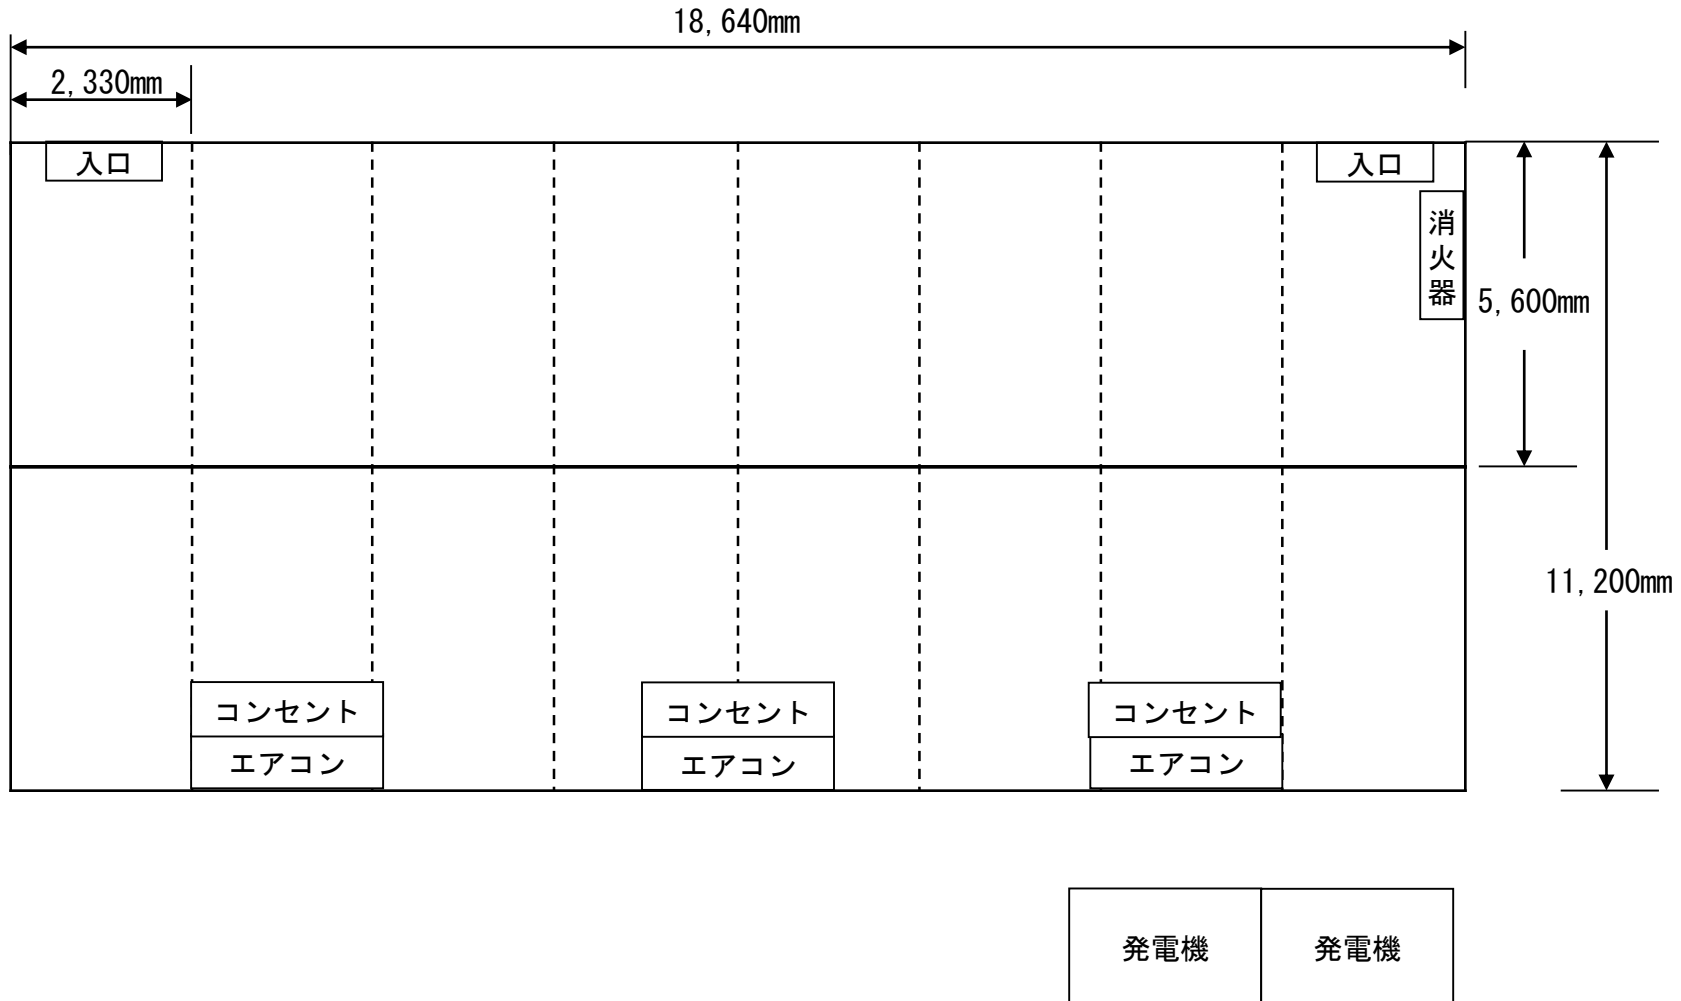 18,640mm
2,330mm
入口
入口
消火器
5,600mm
11,200mm
コンセント
コンセント
コンセント
エアコン
エアコン
エアコン
発電機
発電機